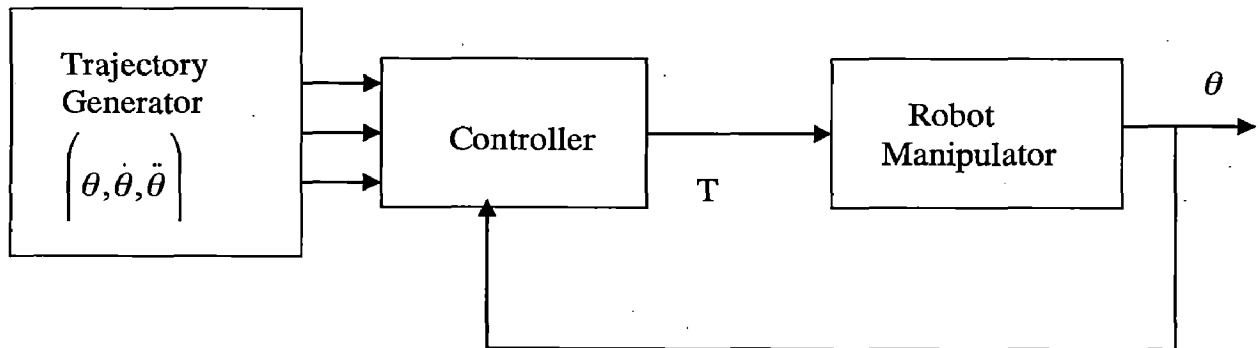 Trajectory
Generator
(θ, θ̇, θ̈)
Controller
T
Robot
Manipulator
θ